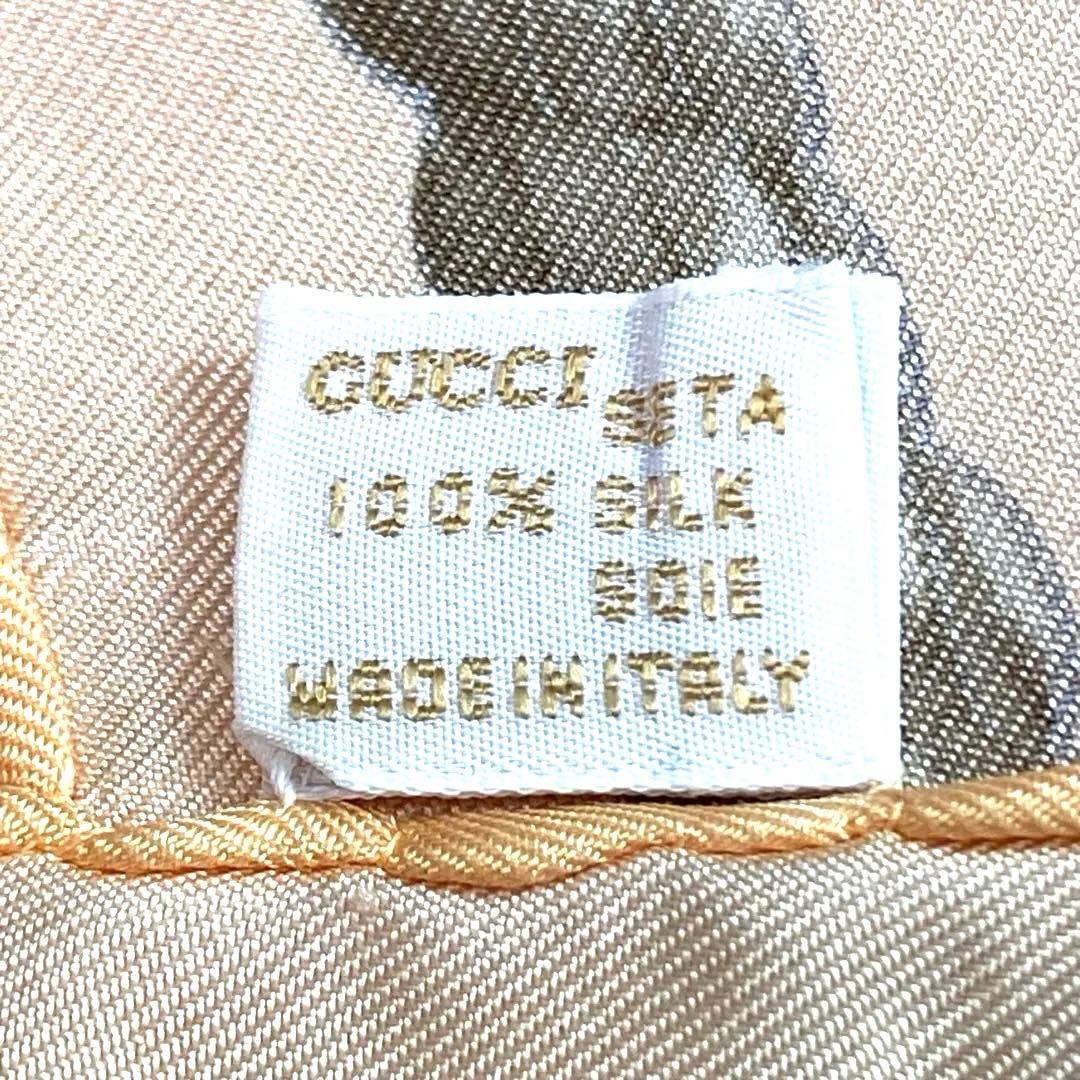 GUCCI SETA
100% SILK
SOIE
MADE IN ITALY